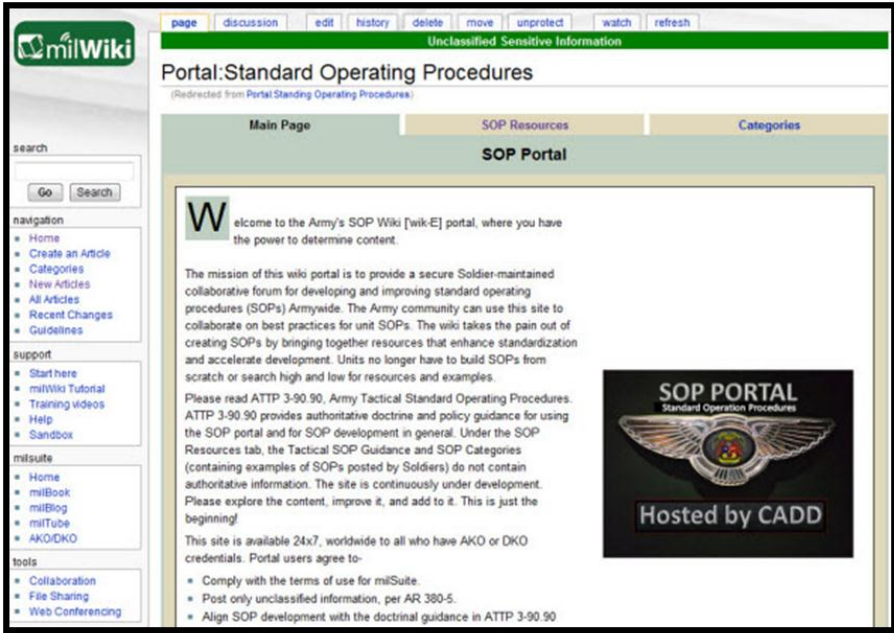 page discussion edit history delete move unprotect watch refresh
Unclassified Sensitive Information
milWiki
Portal:Standard Operating Procedures
(Redirected from Portal:Standing Operating Procedures)
Main Page SOP Resources Categories
SOP Portal
search
Go Search
navigation
Home
Create an Article
Categories
New Articles
All Articles
Recent Changes
Guidelines
support
Start here
milWiki Tutorial
Training videos
Help
Sandbox
milsuite
Home
milBook
milBlog
milTube
AKO/DKO
tools
Collaboration
File Sharing
Web Conferencing
Welcome to the Army's SOP Wiki ['wik-E] portal, where you have
the power to determine content.
The mission of this wiki portal is to provide a secure Soldier-maintained
collaborative forum for developing and improving standard operating
procedures (SOPs) Armywide. The Army community can use this site to
collaborate on best practices for unit SOPs. The wiki takes the pain out of
creating SOPs by bringing together resources that enhance standardization
and accelerate development. Units no longer have to build SOPs from
scratch or search high and low for resources and examples.
Please read ATTP 3-90.90, Army Tactical Standard Operating Procedures.
ATTP 3-90.90 provides authoritative doctrine and policy guidance for using
the SOP portal and for SOP development in general. Under the SOP
Resources tab, the Tactical SOP Guidance and SOP Categories
(containing examples of SOPs posted by Soldiers) do not contain
authoritative information. The site is continuously under development.
Please explore the content, improve it, and add to it. This is just the
beginning!
This site is available 24x7, worldwide to all who have AKO or DKO
credentials. Portal users agree to-
Comply with the terms of use for milSuite.
Post only unclassified information, per AR 380-5.
Align SOP development with the doctrinal guidance in ATTP 3-90.90
SOP PORTAL
Standard Operation Procedures
Hosted by CADD